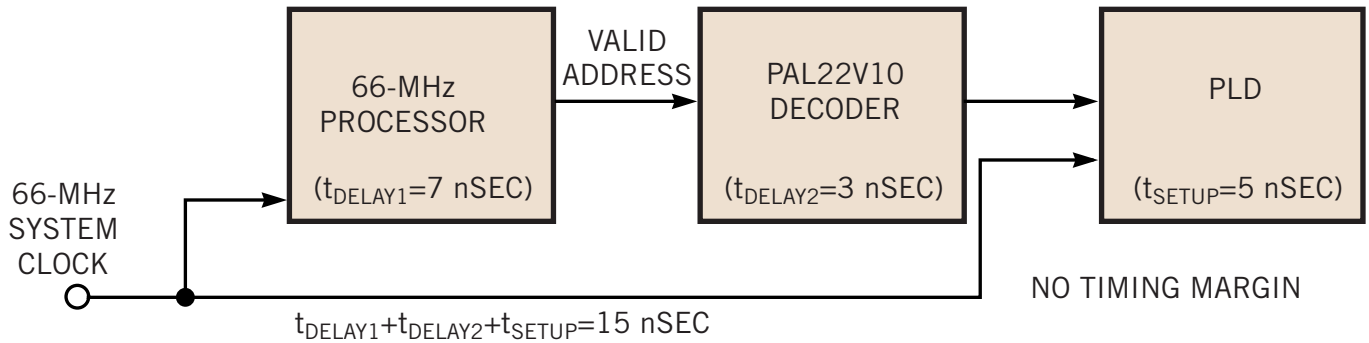 66-MHz
PROCESSOR
(tDELAY1=7 nSEC)
VALID
ADDRESS
PAL22V10
DECODER
(tDELAY2=3 nSEC)
PLD
(tSETUP=5 nSEC)
66-MHz
SYSTEM
CLOCK
NO TIMING MARGIN
tDELAY1+tDELAY2+tSETUP=15 nSEC